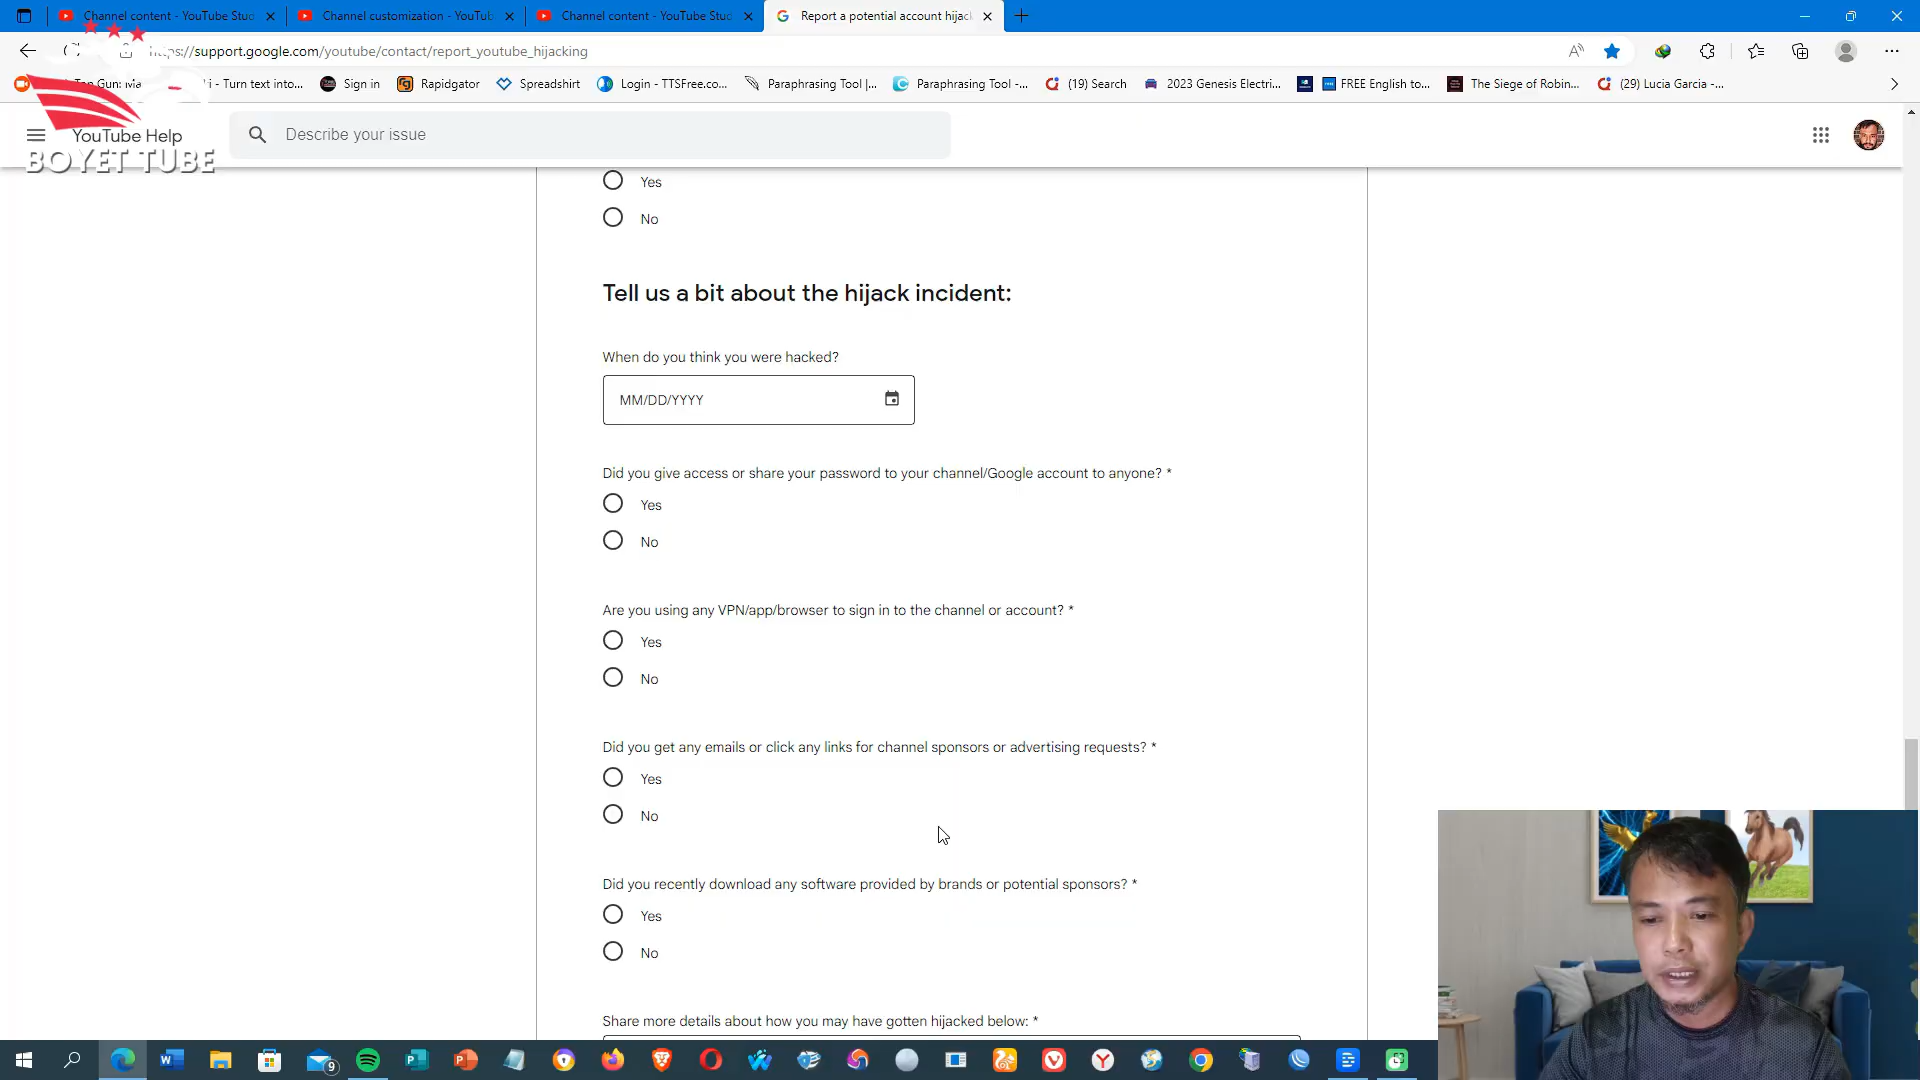 Channel content - YouTube Stud
Channel customization - YouTub
Channel content - YouTube Stud
Report a potential account hijack
https://support.google.com/youtube/contact/report_youtube_hijacking
Top Gun: Ma
i - Turn text into...
Sign in
Rapidgator
Spreadshirt
Login - TTSFree.co...
Paraphrasing Tool |...
Paraphrasing Tool -...
(19) Search
2023 Genesis Electri...
FREE English to...
The Siege of Robin...
(29) Lucia Garcia -...
YouTube Help
Describe your issue
BOYET TUBE
Yes
No
Tell us a bit about the hijack incident:
When do you think you were hacked?
MM/DD/YYYY
Did you give access or share your password to your channel/Google account to anyone? *
Yes
No
Are you using any VPN/app/browser to sign in to the channel or account? *
Yes
No
Did you get any emails or click any links for channel sponsors or advertising requests? *
Yes
No
Did you recently download any software provided by brands or potential sponsors? *
Yes
No
Share more details about how you may have gotten hijacked below: *
9